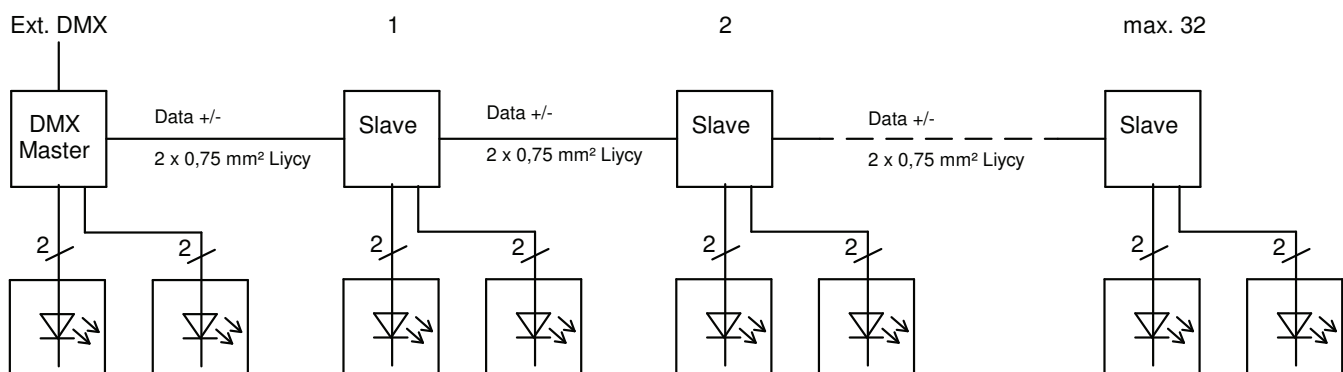 Ext. DMX
1
2
max. 32
DMX
Master
Data +/-
2 x 0,75 mm² Liycy
Slave
Data +/-
2 x 0,75 mm² Liycy
Slave
Data +/-
2 x 0,75 mm² Liycy
Slave
2
2
2
2
2
2
2
2